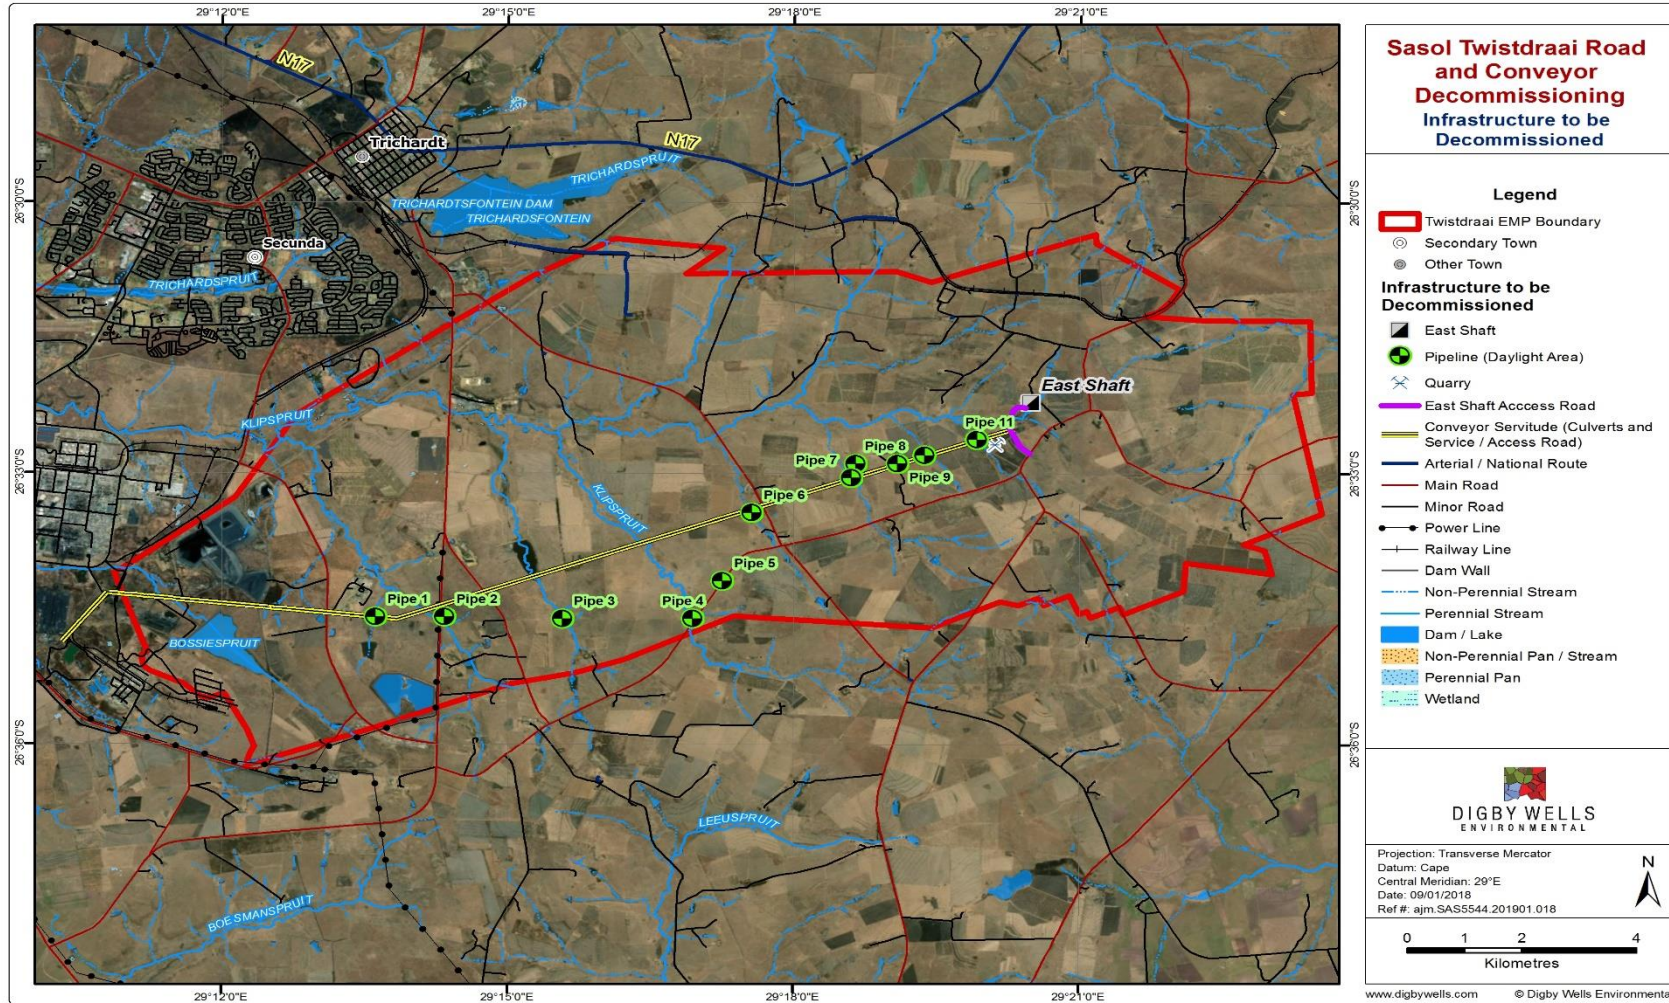 29°12'0"E
29°15'0"E
29°18'0"E
29°21'0"E
26°30'0"S
26°33'0"S
26°36'0"S
26°30'0"S
26°33'0"S
26°36'0"S
N17
Trichardt
N17
TRICHARDSPRUIT
TRICHARDTSFONTEIN DAM
TRICHARDSFONTEIN
Secunda
TRICHARDSPRUIT
KLIPSPRUIT
East Shaft
Pipe 11
Pipe 8
Pipe 7
Pipe 9
Pipe 6
KLIPSPRUIT
Pipe 5
Pipe 1
Pipe 2
Pipe 3
Pipe 4
BOSSIESPRUIT
LEEUSPRUIT
BOESMANSPRUIT
29°12'0"E
29°15'0"E
29°18'0"E
29°21'0"E
Sasol Twistdraai Road
and Conveyor
Decommissioning
Infrastructure to be
Decommissioned
Legend
Twistdraai EMP Boundary
Secondary Town
Other Town
Infrastructure to be
Decommissioned
East Shaft
Pipeline (Daylight Area)
Quarry
East Shaft Acccess Road
Conveyor Servitude (Culverts and
Service / Access Road)
Arterial / National Route
Main Road
Minor Road
Power Line
Railway Line
Dam Wall
Non-Perennial Stream
Perennial Stream
Dam / Lake
Non-Perennial Pan / Stream
Perennial Pan
Wetland
DIGBY WELLS
ENVIRONMENTAL
Projection: Transverse Mercator
Datum: Cape
Central Meridian: 29°E
Date: 09/01/2018
Ref #: ajm.SAS5544.201901.018
N
0 1 2 4
Kilometres
www.digbywells.com © Digby Wells Environmenta